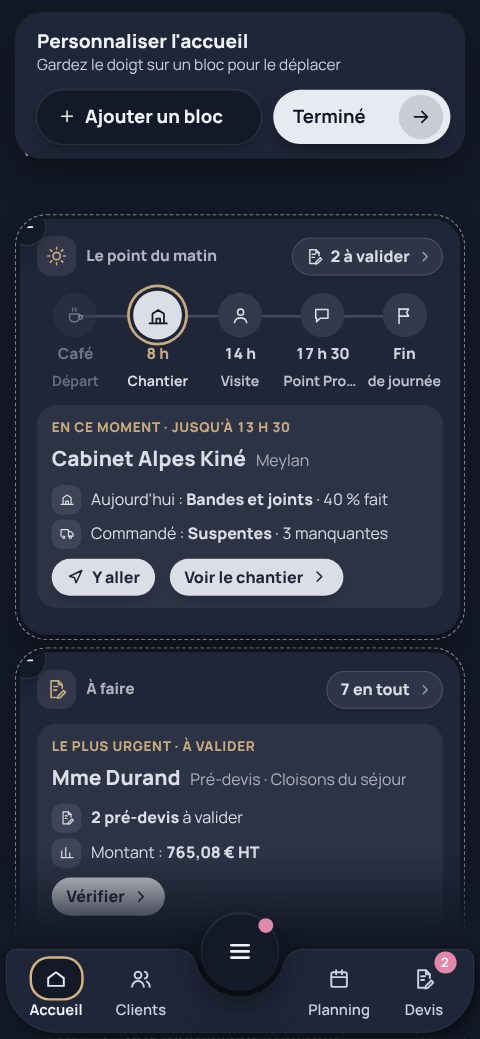 Personnaliser l'accueil
Gardez le doigt sur un bloc pour le déplacer
+ Ajouter un bloc
Terminé
Le point du matin
2 à valider
Café
8 h
14 h
17 h 30
Fin
Départ
Chantier
Visite
Point Pro...
de journée
EN CE MOMENT · JUSQU'À 13 H 30
Cabinet Alpes Kiné Meylan
Aujourd'hui : Bandes et joints · 40 % fait
Commandé : Suspentes · 3 manquantes
Y aller
Voir le chantier
À faire
7 en tout
LE PLUS URGENT · À VALIDER
Mme Durand Pré-devis · Cloisons du séjour
2 pré-devis à valider
Montant : 765,08 € HT
Vérifier
2
Accueil
Clients
Planning
Devis